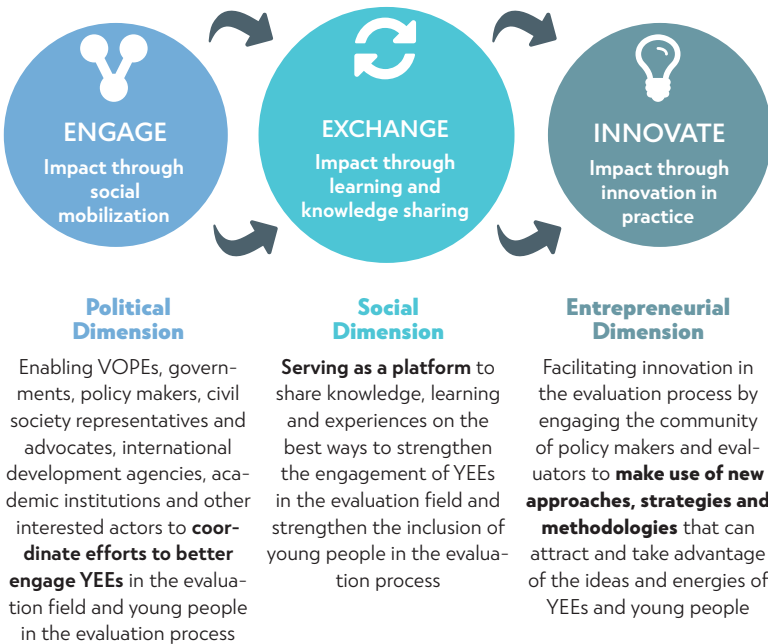 ENGAGE
Impact through
social
mobilization
EXCHANGE
Impact through
learning and
knowledge sharing
INNOVATE
Impact through
innovation in
practice
Political
Dimension
Enabling VOPEs, govern-
ments, policy makers, civil
society representatives and
advocates, international
development agencies, aca-
demic institutions and other
interested actors to coor-
dinate efforts to better
engage YEEs in the evalua-
tion field and young people
in the evaluation process
Social
Dimension
Serving as a platform to
share knowledge, learning
and experiences on the
best ways to strengthen
the engagement of YEEs
in the evaluation field and
strengthen the inclusion of
young people in the evalua-
tion process
Entrepreneurial
Dimension
Facilitating innovation in
the evaluation process by
engaging the community
of policy makers and eval-
uators to make use of new
approaches, strategies and
methodologies that can
attract and take advantage
of the ideas and energies of
YEEs and young people